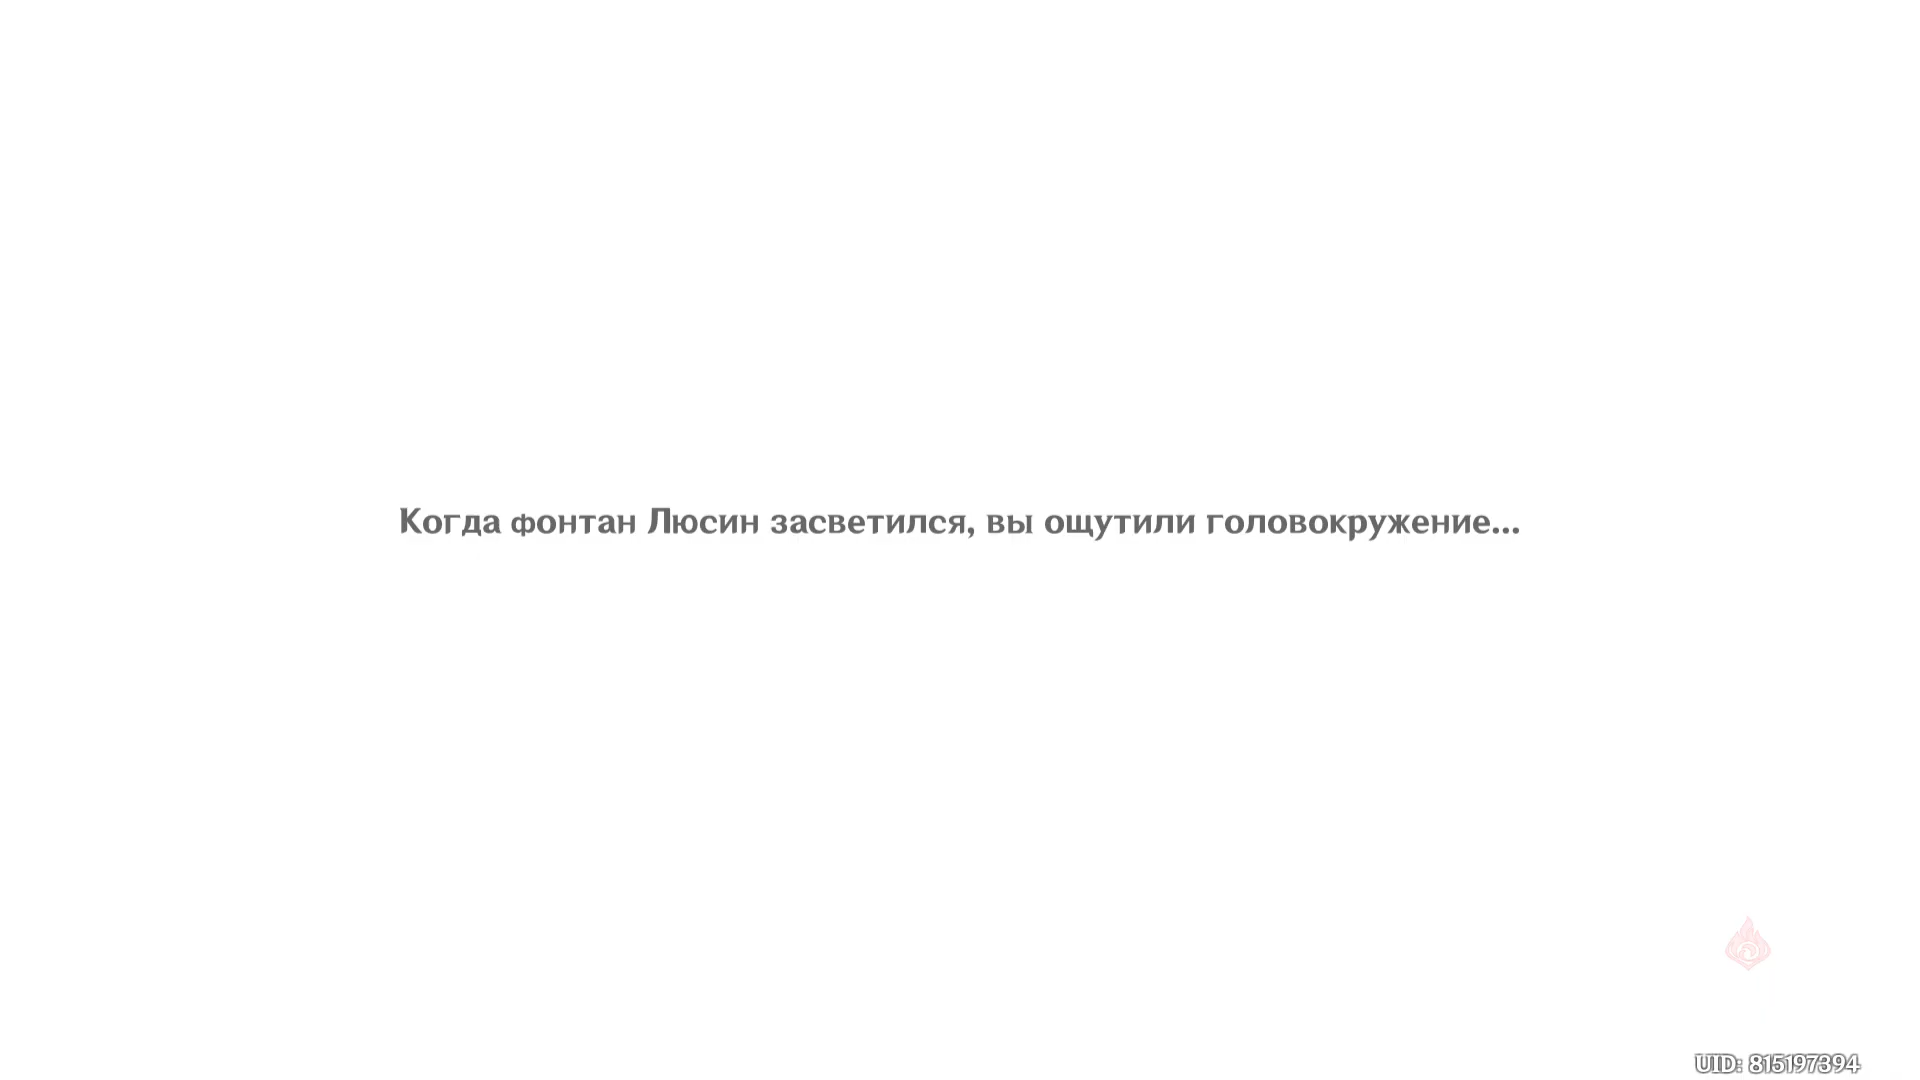 Когда фонтан Люсин засветился, вы ощутили головокружение...
UID: 815197394